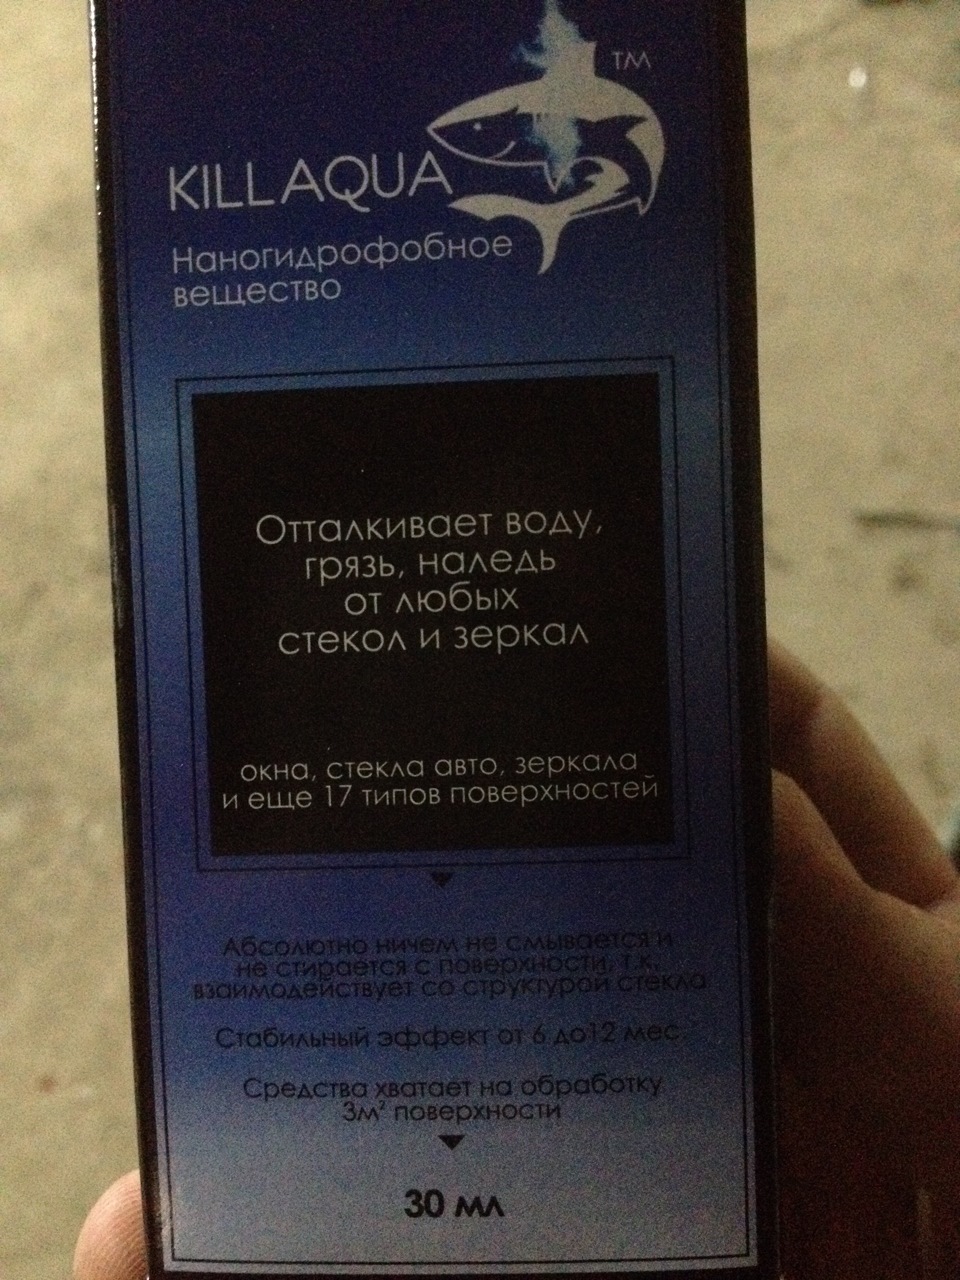 TM
KILLAQUA
Наногидрофобное
вещество
Отталкивает воду,
грязь, наледь
от любых
стекол и зеркал
окна, стекла авто, зеркала
и еще 17 типов поверхностей
Абсолютно ничем не смывается и
не стирается с поверхности, т.к.
взаимодействует со структурой стекла
Стабильный эффект от 6 до12 мес.
Средства хватает на обработку
3м² поверхности
30 мл